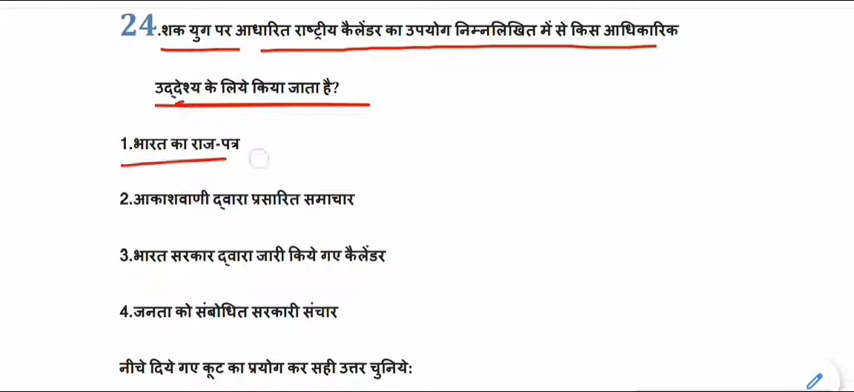 24.शक युग पर आधारित राष्ट्रीय कैलेंडर का उपयोग निम्नलिखित में से किस आधिकारिक
उद्देश्य के लिये किया जाता है?
1.भारत का राज-पत्र
2.आकाशवाणी द्वारा प्रसारित समाचार
3.भारत सरकार द्वारा जारी किये गए कैलेंडर
4.जनता को संबोधित सरकारी संचार
नीचे दिये गए कूट का प्रयोग कर सही उत्तर चुनिये: